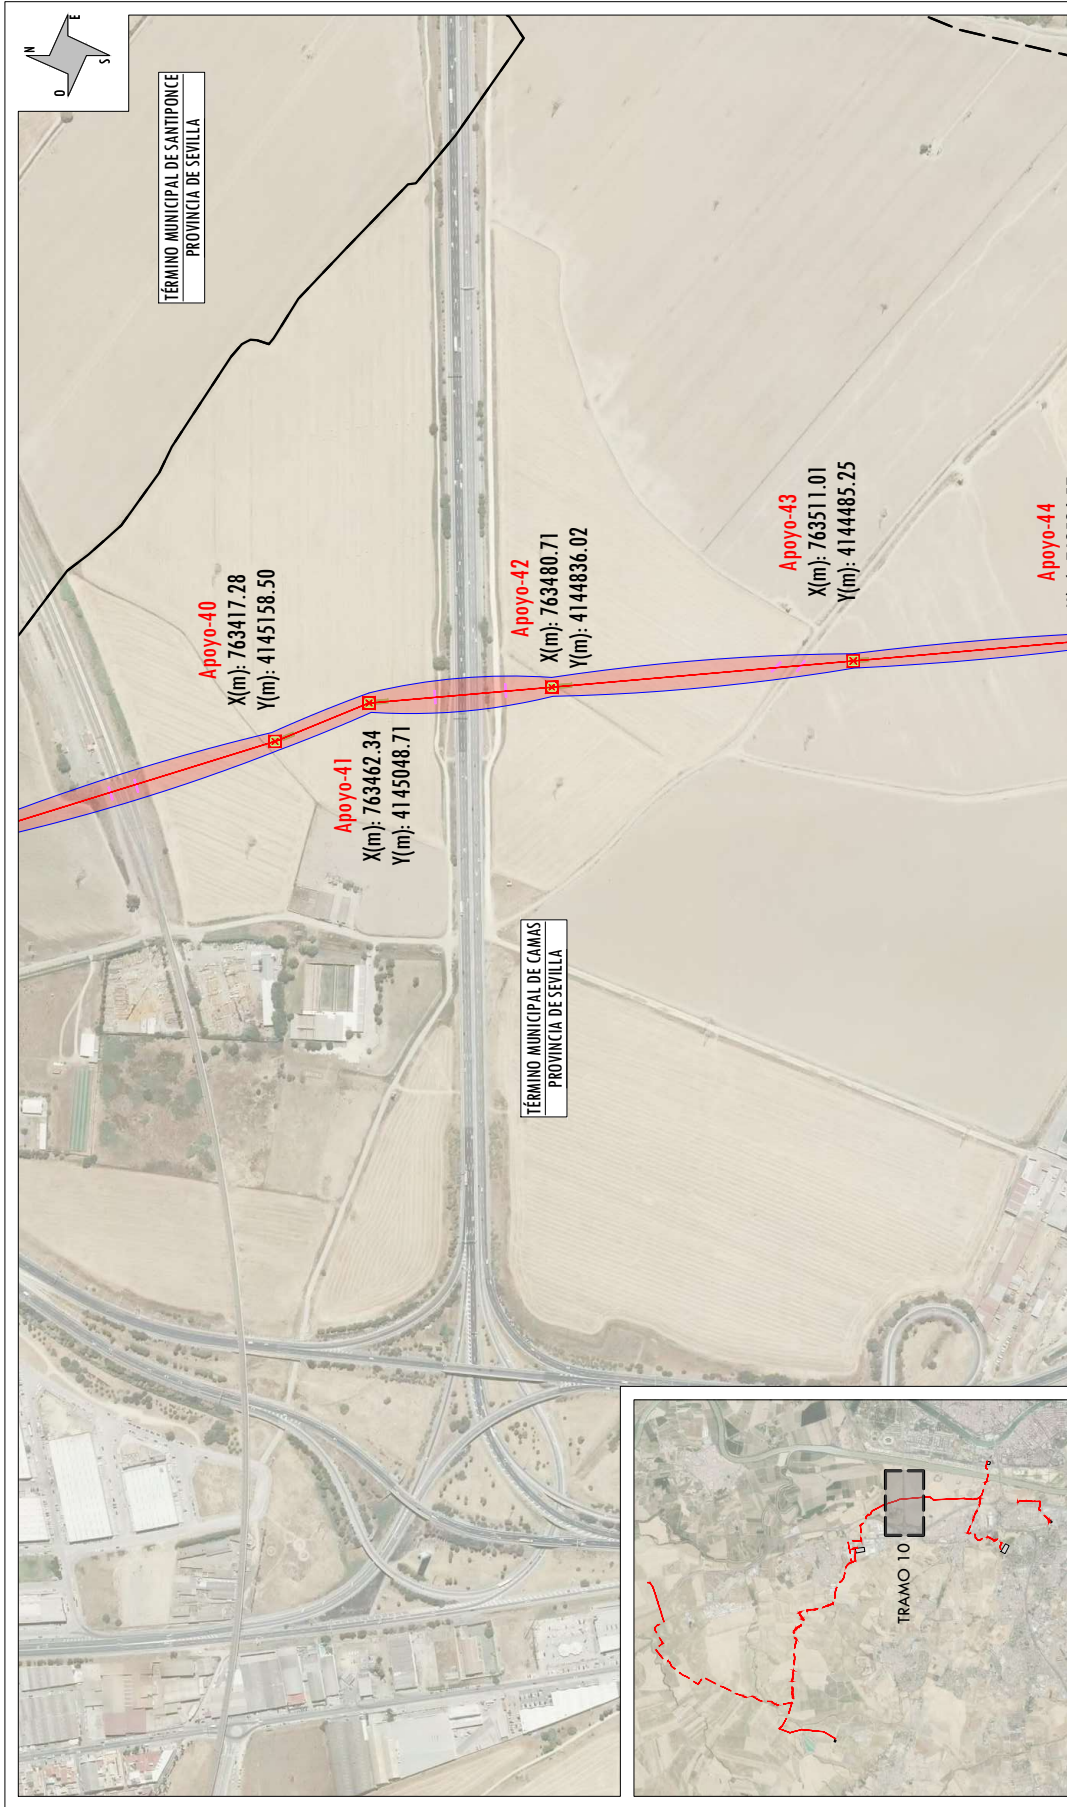 N
E
S
O
TÉRMINO MUNICIPAL DE SANTIPONCE
PROVINCIA DE SEVILLA
Apoyo-40
X(m): 763417.28
Y(m): 4145158.50
Apoyo-41
X(m): 763462.34
Y(m): 4145048.71
Apoyo-42
X(m): 763480.71
Y(m): 4144836.02
Apoyo-43
X(m): 763511.01
Y(m): 4144485.25
Apoyo-44
TÉRMINO MUNICIPAL DE CAMAS
PROVINCIA DE SEVILLA
TRAMO 10